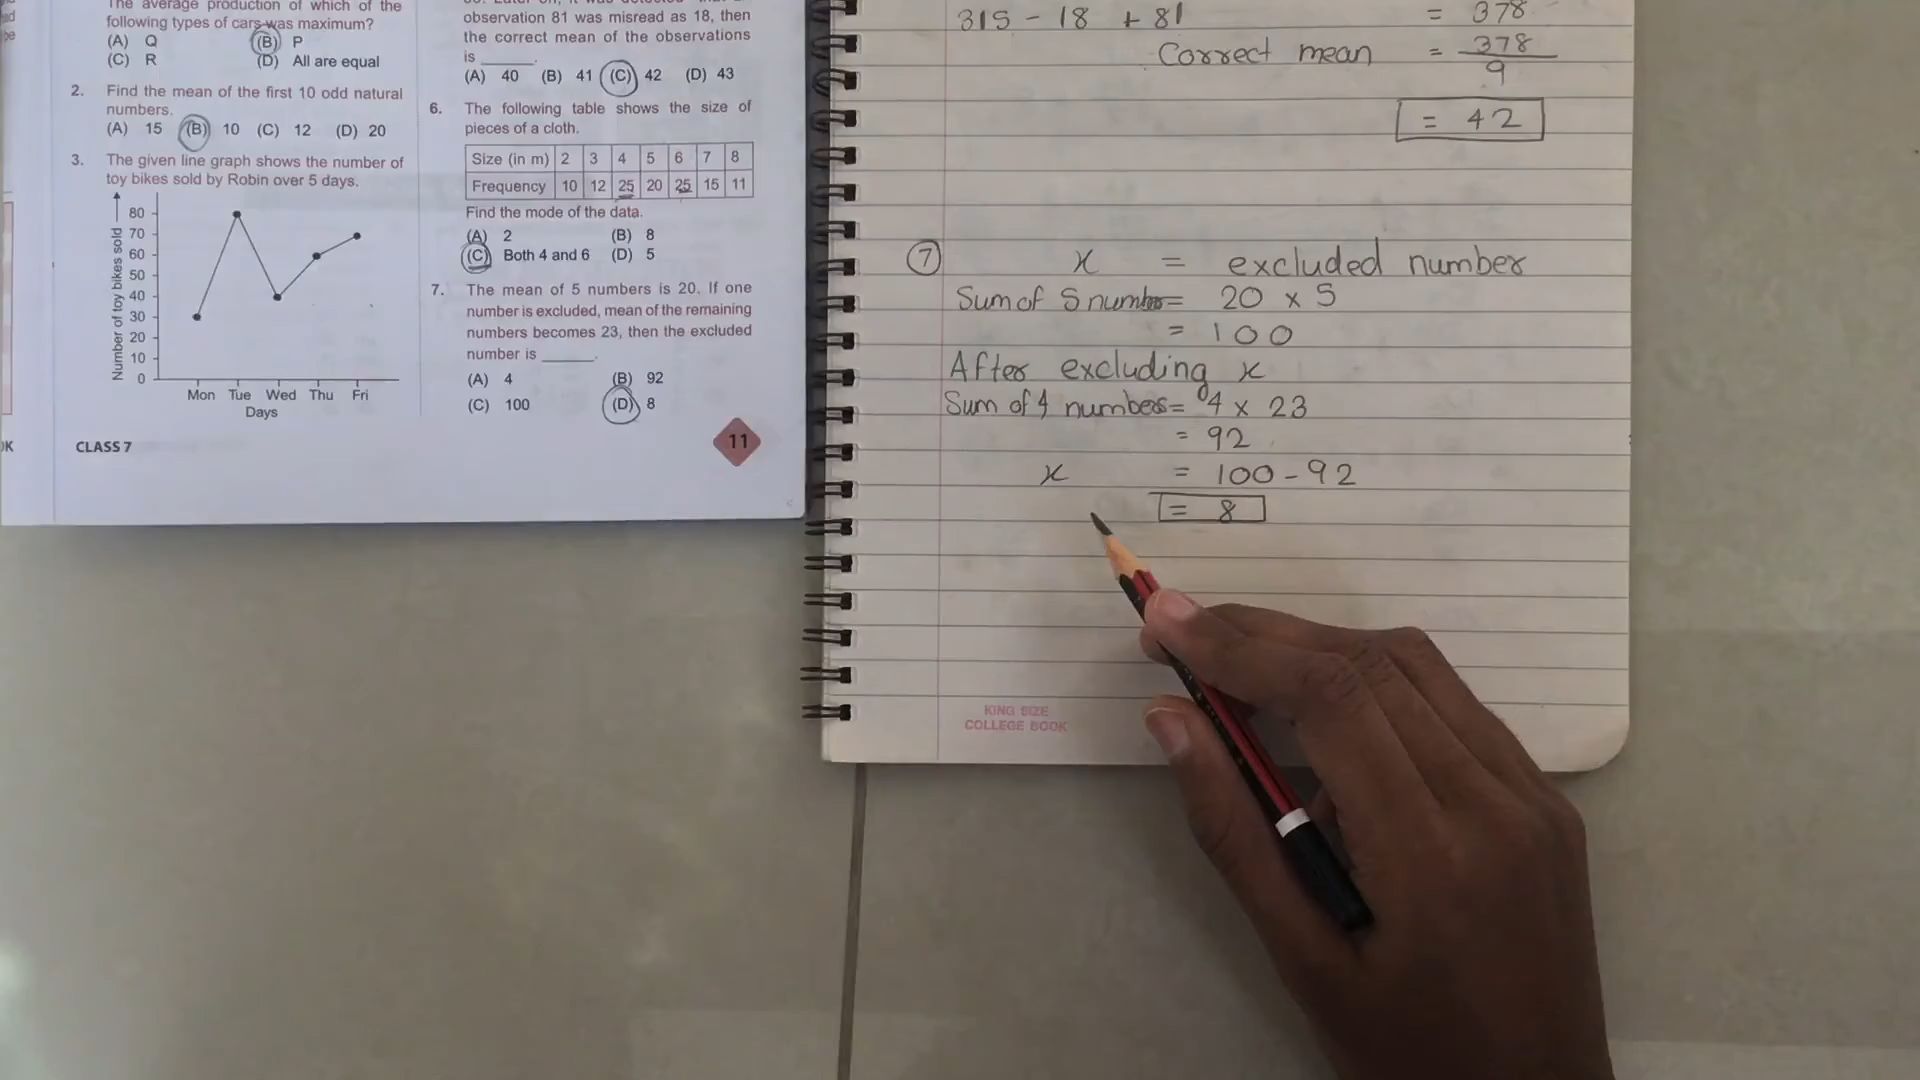 The average production of which of the
following types of cars was maximum?
(A) Q (B) P
(C) R (D) All are equal
2. Find the mean of the first 10 odd natural
numbers.
(A) 15 (B) 10 (C) 12 (D) 20
3. The given line graph shows the number of
toy bikes sold by Robin over 5 days.
Number of toy bikes sold
80
70
60
50
40
30
20
10
0
Mon Tue Wed Thu Fri
Days
CLASS 7
observation 81 was misread as 18, then
the correct mean of the observations
is ______.
(A) 40 (B) 41 (C) 42 (D) 43
6. The following table shows the size of
pieces of a cloth.
Size (in m) 2 3 4 5 6 7 8
Frequency 10 12 25 20 25 15 11
Find the mode of the data.
(A) 2 (B) 8
(C) Both 4 and 6 (D) 5
7. The mean of 5 numbers is 20. If one
number is excluded, mean of the remaining
numbers becomes 23, then the excluded
number is ______.
(A) 4 (B) 92
(C) 100 (D) 8
11
315 - 18 + 81 = 378
Correct mean = 378
9
= 42
7 x = excluded number
Sum of 5 number = 20 x 5
= 100
After excluding x
Sum of 4 numbers = 4 x 23
= 92
x = 100 - 92
= 8
KING SIZE
COLLEGE BOOK